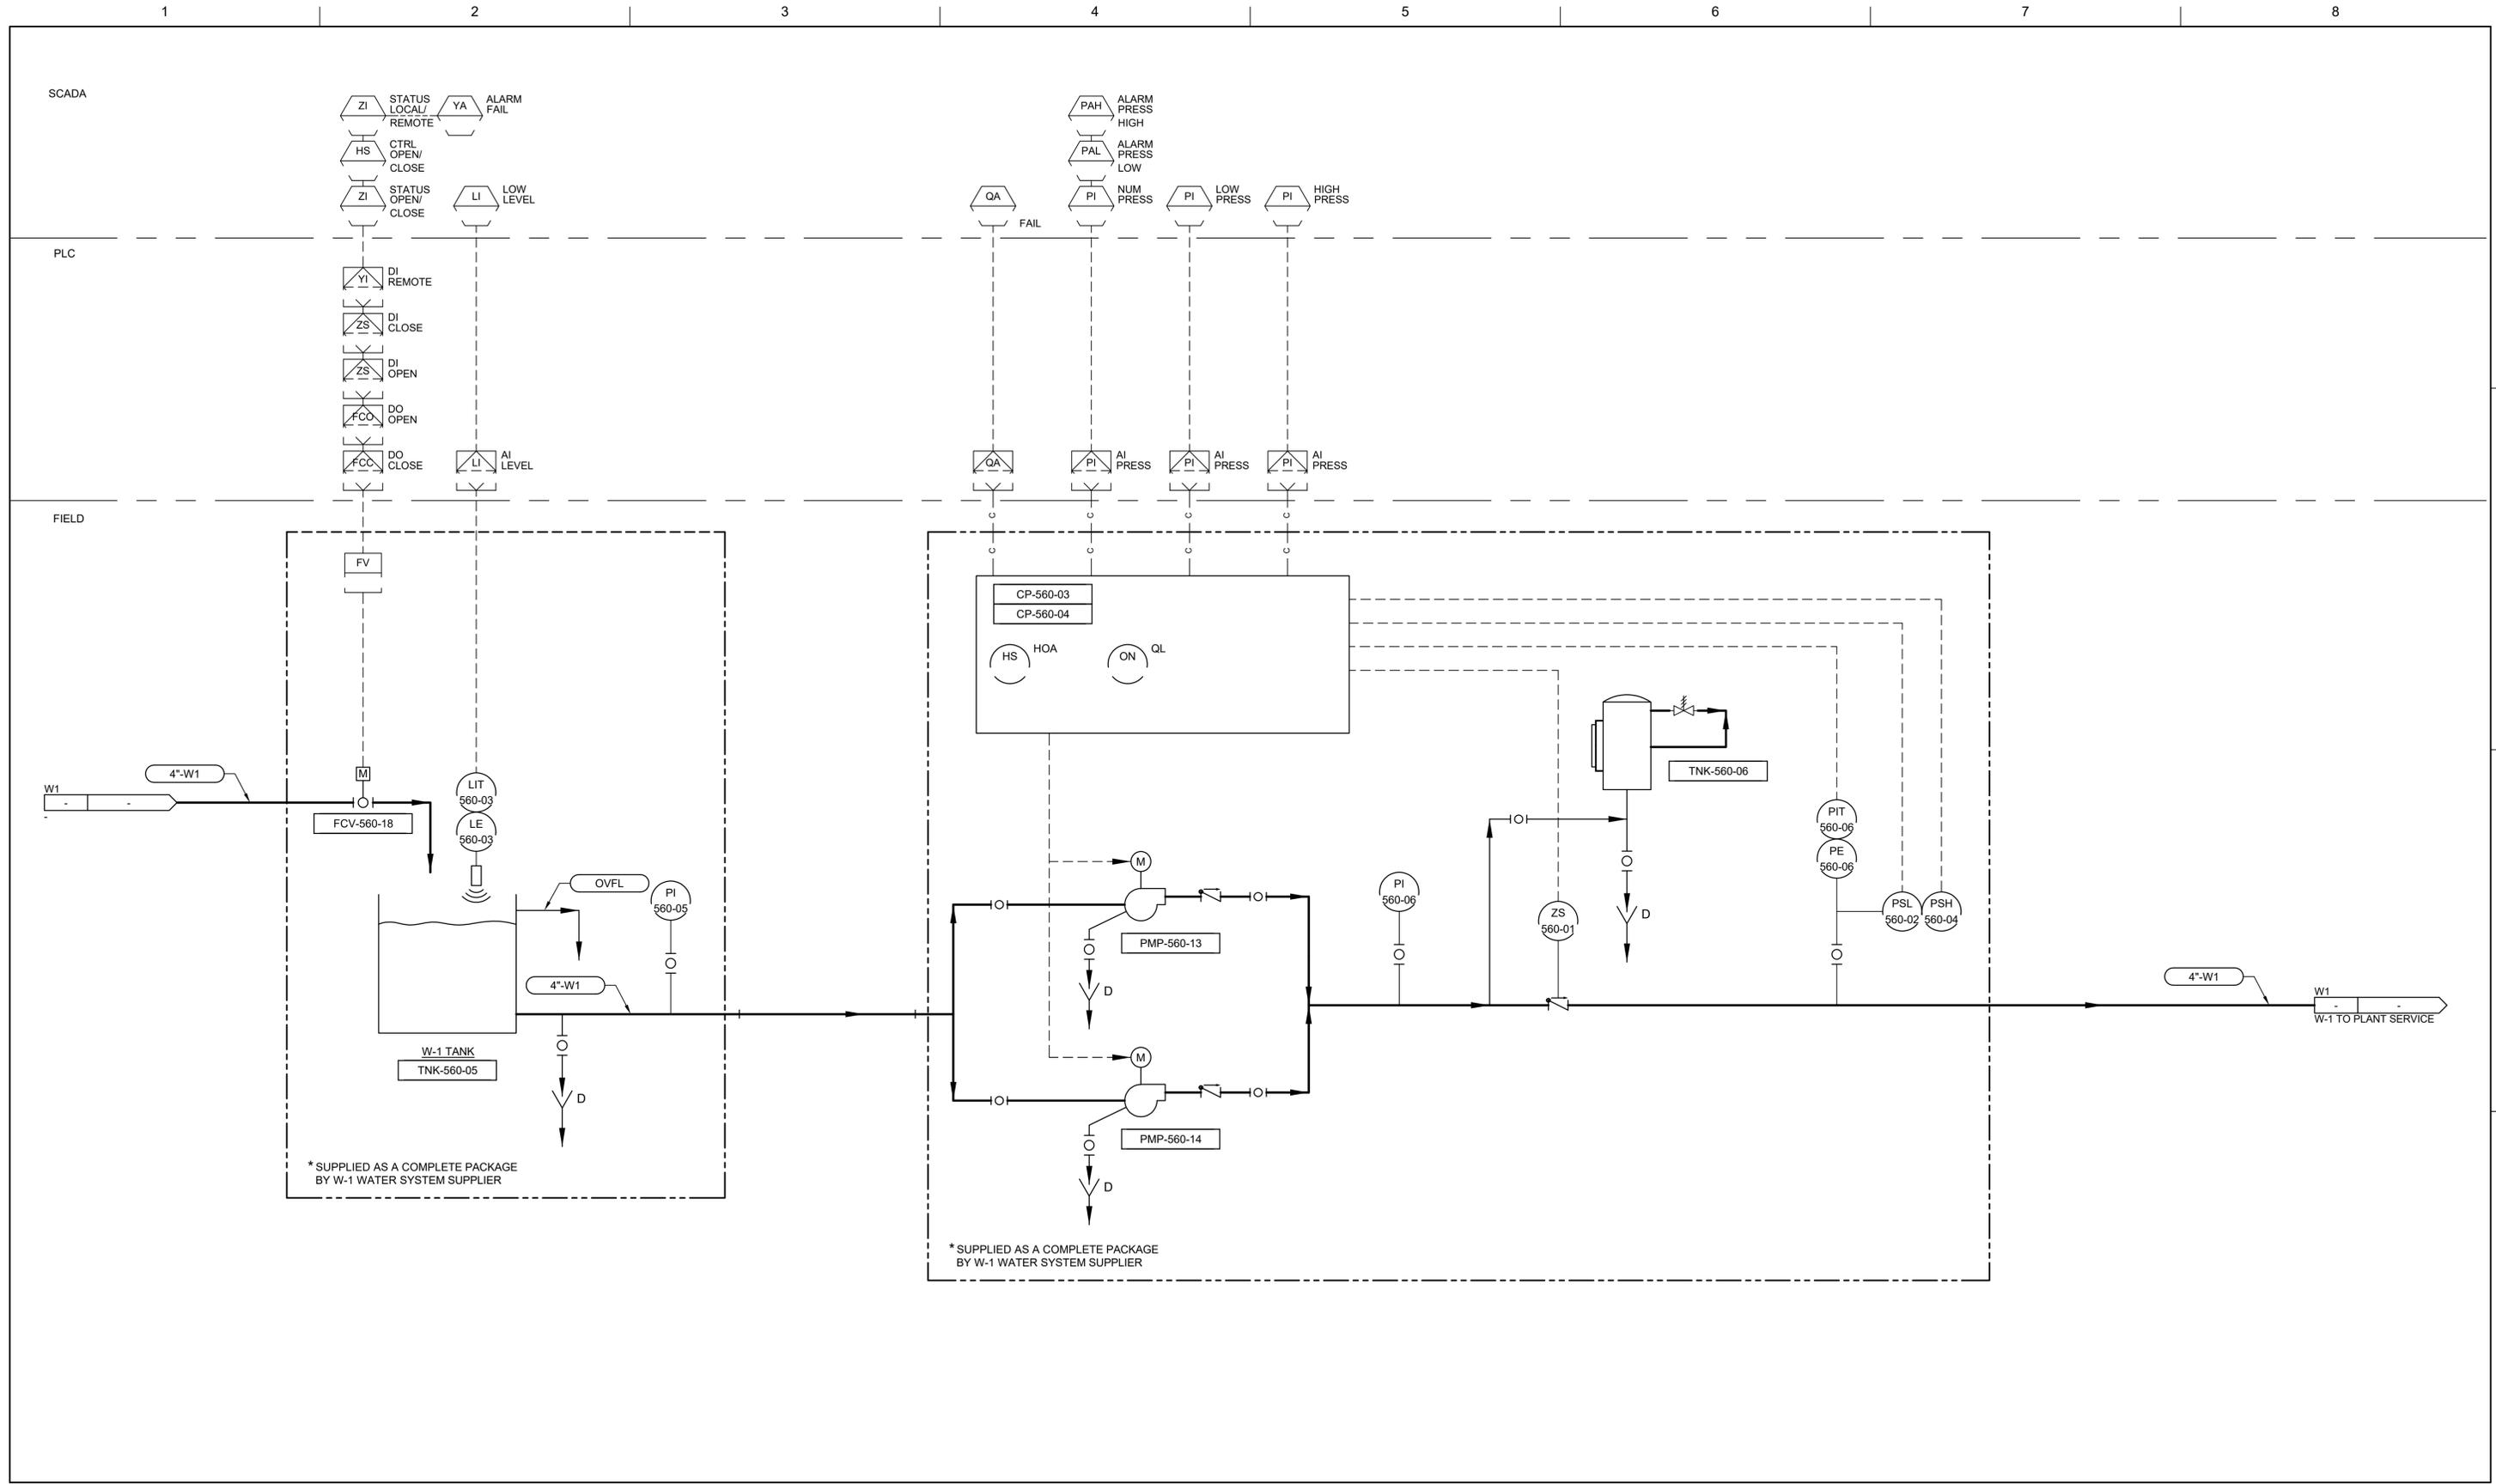 1 2 3 4 5 6 7 8
SCADA
ZI
STATUS
LOCAL/
REMOTE
YA
ALARM
FAIL
HS
CTRL
OPEN/
CLOSE
ZI
STATUS
OPEN/
CLOSE
LI
LOW
LEVEL
PAH
ALARM
PRESS
HIGH
PAL
ALARM
PRESS
LOW
QA
FAIL
PI
NUM
PRESS
PI
LOW
PRESS
PI
HIGH
PRESS
PLC
YI
DI
REMOTE
ZS
DI
CLOSE
ZS
DI
OPEN
FCO
DO
OPEN
FCC
DO
CLOSE
LI
AI
LEVEL
QA
PI
AI
PRESS
PI
AI
PRESS
PI
AI
PRESS
FIELD
C C C C
C C C C
FV
CP-560-03
CP-560-04
HS
HOA
ON
QL
4"-W1
W1
- -
-
M
FCV-560-18
LIT
560-03
LE
560-03
OVFL
PI
560-05
4"-W1
W-1 TANK
TNK-560-05
D
* SUPPLIED AS A COMPLETE PACKAGE
BY W-1 WATER SYSTEM SUPPLIER
M
PMP-560-13
D
M
PMP-560-14
D
PI
560-06
ZS
560-01
TNK-560-06
D
PIT
560-06
PE
560-06
PSL
560-02
PSH
560-04
4"-W1
W1
- -
W-1 TO PLANT SERVICE
* SUPPLIED AS A COMPLETE PACKAGE
BY W-1 WATER SYSTEM SUPPLIER